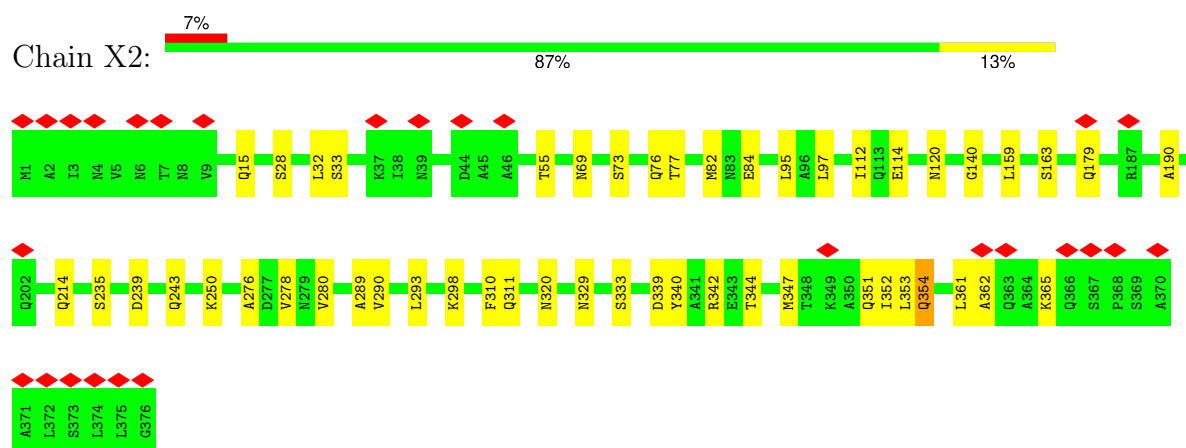 7%
Chain X2:
87% 13%
M1 A2 I3 N4 V5 N6 T7 N8 V9 Q15 S28 L32 S33 K37 I38 N39 D44 A45 A46 T55 N69 S73 Q76 T77 M82 N83 E84 L95 A96 L97 I112 Q113 E114 N120 G140 L159 S163 Q179 R187 A190
Q202 Q214 S235 D239 Q243 K250 A276 D277 V278 N279 V280 A289 V290 L293 K298 F310 Q311 N320 N329 S333 D339 Y340 A341 R342 E343 T344 M347 T348 K349 A350 Q351 I352 L353 Q354 L361 A362 Q363 A364 K365 Q366 S367 P368 S369 A370
A371 L372 S373 L374 L375 G376